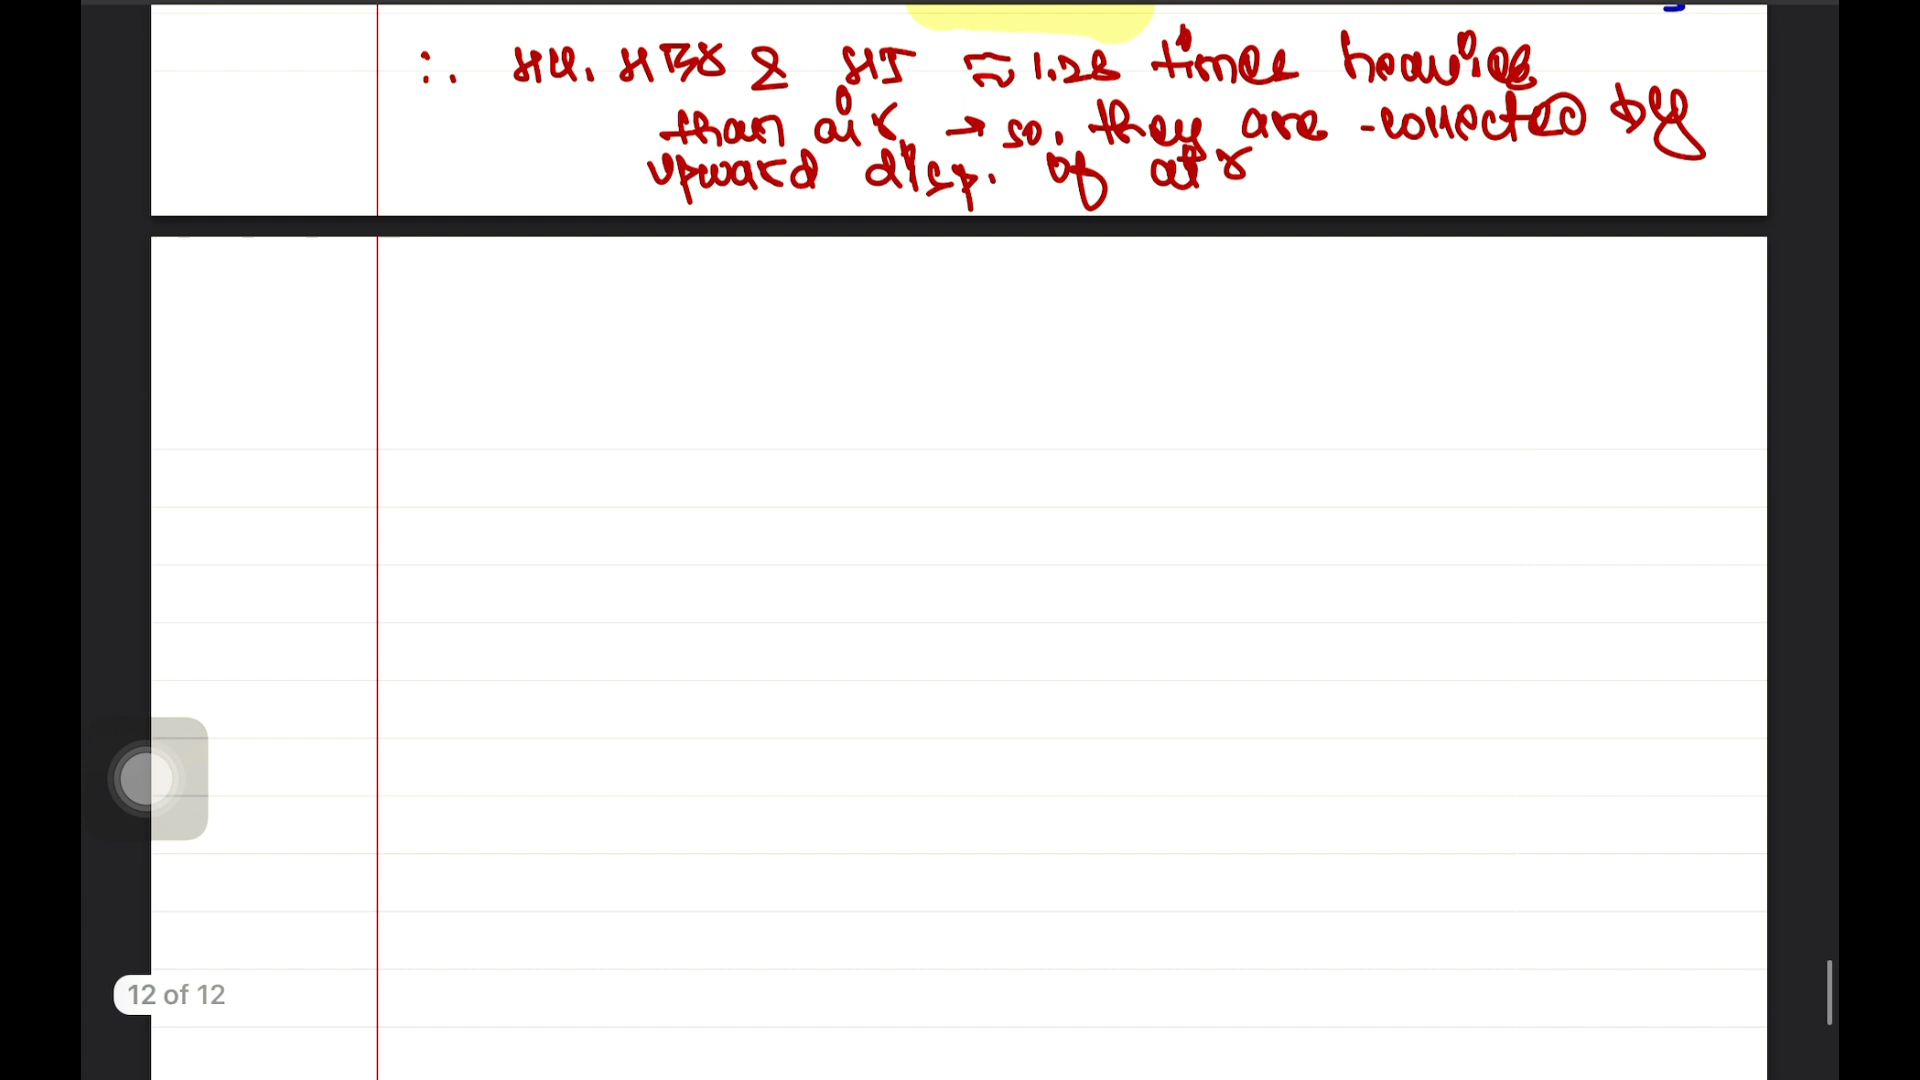 ∴ HCl, HBr & HI ≈ 1.28 times heavier
than air → so, they are collected by
upward disp. of air
12 of 12